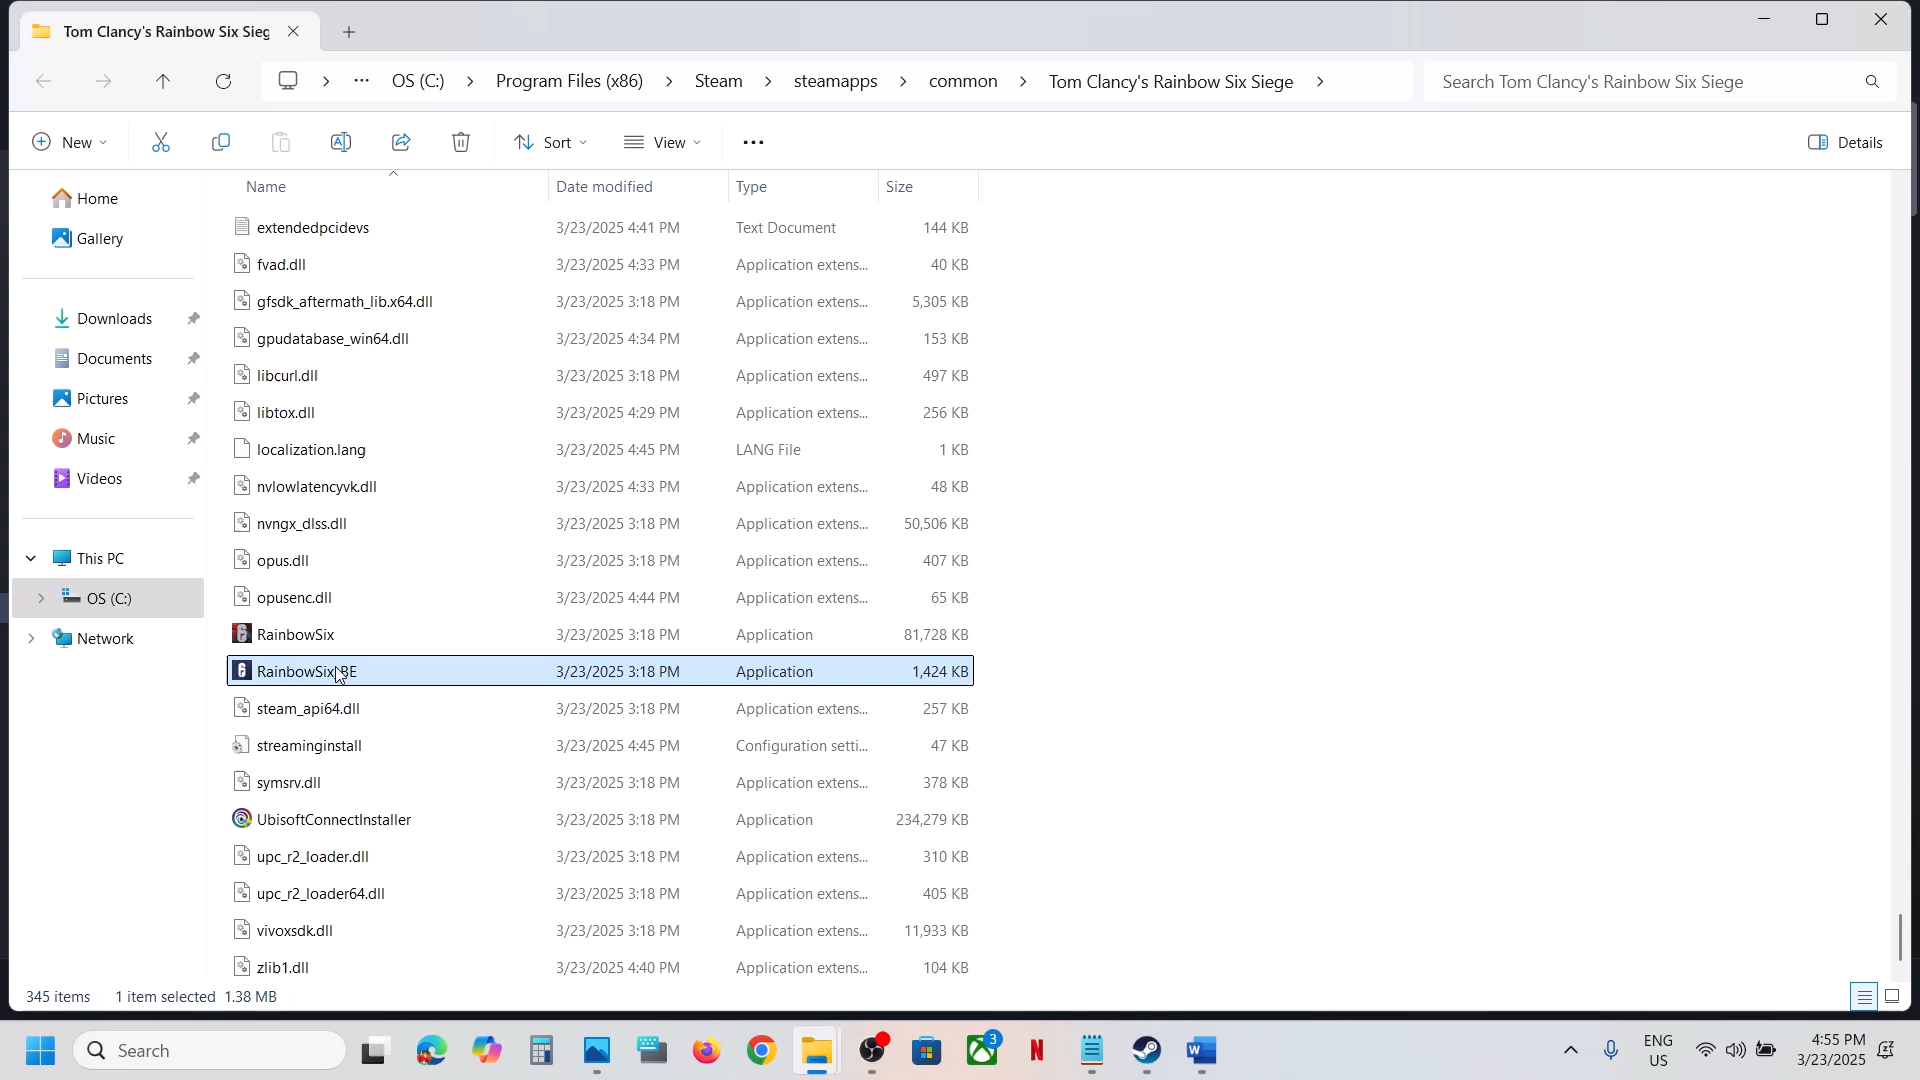 Tom Clancy's Rainbow Six Sieg
OS (C:) Program Files (x86) Steam steamapps common Tom Clancy's Rainbow Six Siege
Search Tom Clancy's Rainbow Six Siege
New Sort View Details
Name Date modified Type Size
Home
Gallery
Downloads
Documents
Pictures
Music
Videos
This PC
OS (C:)
Network
extendedpcidevs 3/23/2025 4:41 PM Text Document 144 KB
fvad.dll 3/23/2025 4:33 PM Application extens... 40 KB
gfsdk_aftermath_lib.x64.dll 3/23/2025 3:18 PM Application extens... 5,305 KB
gpudatabase_win64.dll 3/23/2025 4:34 PM Application extens... 153 KB
libcurl.dll 3/23/2025 3:18 PM Application extens... 497 KB
libtox.dll 3/23/2025 4:29 PM Application extens... 256 KB
localization.lang 3/23/2025 4:45 PM LANG File 1 KB
nvlowlatencyvk.dll 3/23/2025 4:33 PM Application extens... 48 KB
nvngx_dlss.dll 3/23/2025 3:18 PM Application extens... 50,506 KB
opus.dll 3/23/2025 3:18 PM Application extens... 407 KB
opusenc.dll 3/23/2025 4:44 PM Application extens... 65 KB
RainbowSix 3/23/2025 3:18 PM Application 81,728 KB
RainbowSix_BE 3/23/2025 3:18 PM Application 1,424 KB
steam_api64.dll 3/23/2025 3:18 PM Application extens... 257 KB
streaminginstall 3/23/2025 4:45 PM Configuration setti... 47 KB
symsrv.dll 3/23/2025 3:18 PM Application extens... 378 KB
UbisoftConnectInstaller 3/23/2025 3:18 PM Application 234,279 KB
upc_r2_loader.dll 3/23/2025 3:18 PM Application extens... 310 KB
upc_r2_loader64.dll 3/23/2025 3:18 PM Application extens... 405 KB
vivoxsdk.dll 3/23/2025 3:18 PM Application extens... 11,933 KB
zlib1.dll 3/23/2025 4:40 PM Application extens... 104 KB
345 items 1 item selected 1.38 MB
Search
3
ENG
US
4:55 PM
3/23/2025